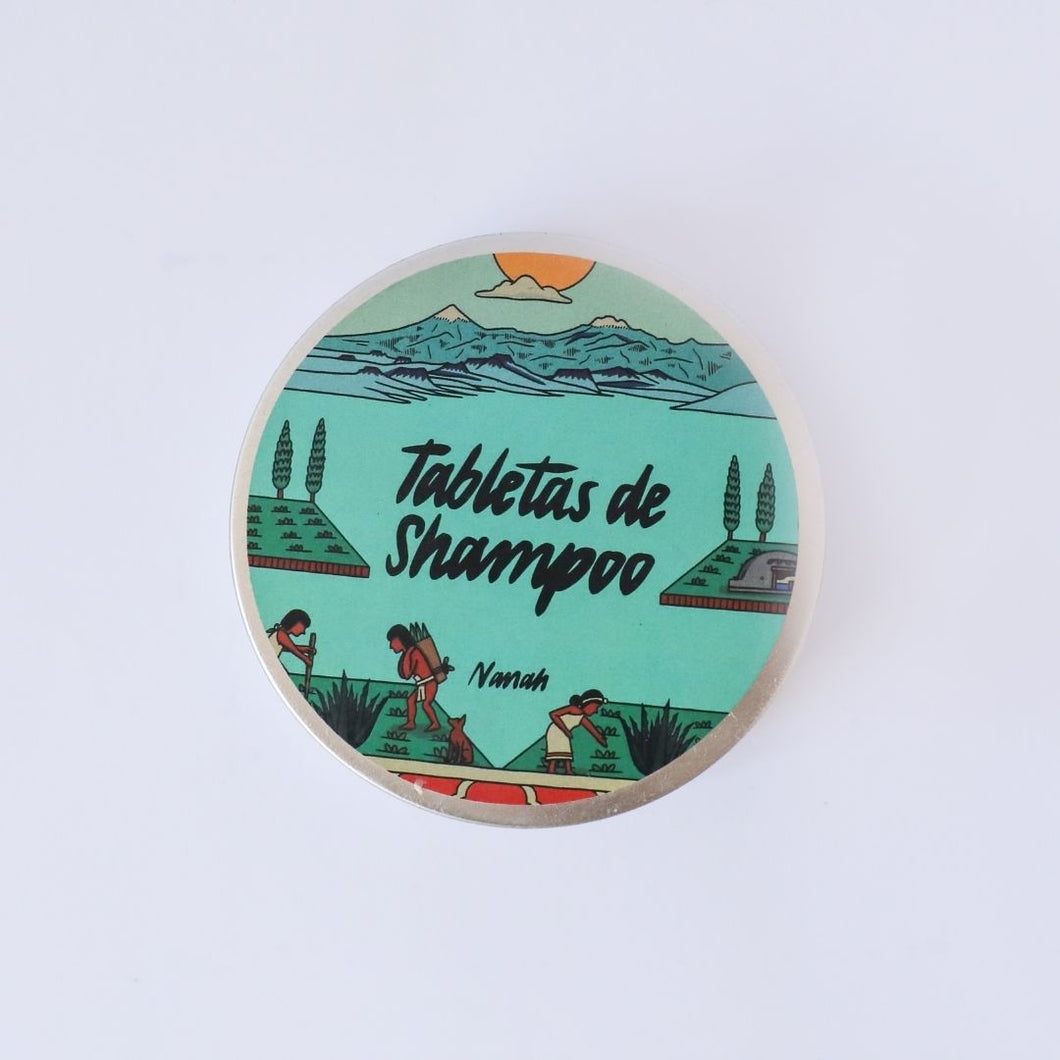 Tabletas de
Shampoo
Nanah